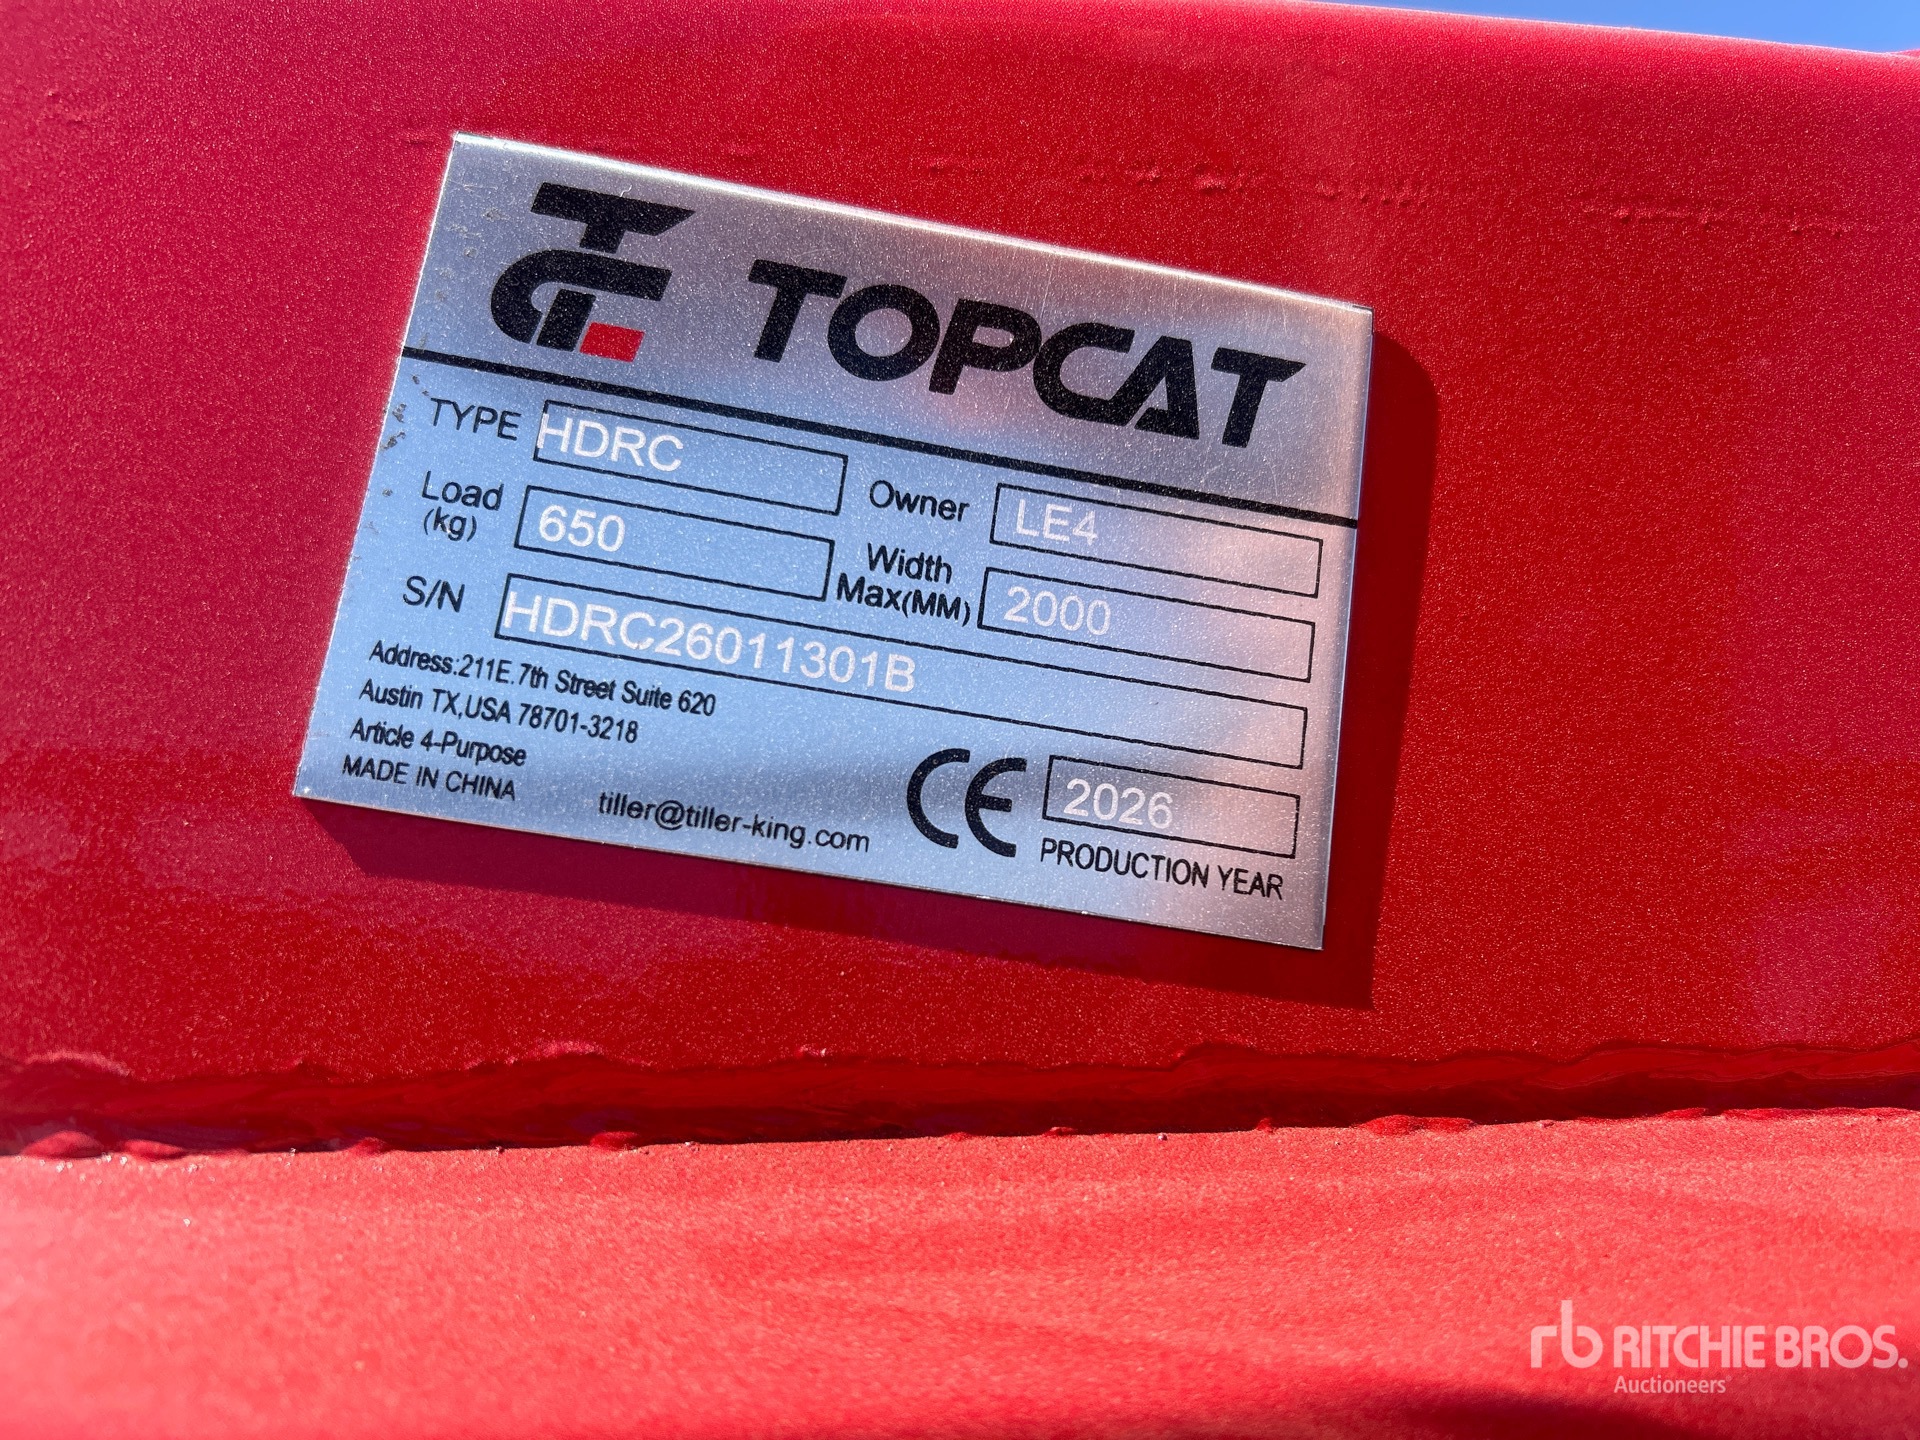 TOPCAT
TYPE HDRC
Owner LE4
Load (kg) 650
Width Max(MM) 2000
S/N HDRC26011301B
Address:211E.7th Street Suite 620
Austin TX,USA 78701-3218
Article 4-Purpose
MADE IN CHINA
tiller@tiller-king.com
CE
2026
PRODUCTION YEAR
rb RITCHIE BROS.
Auctioneers